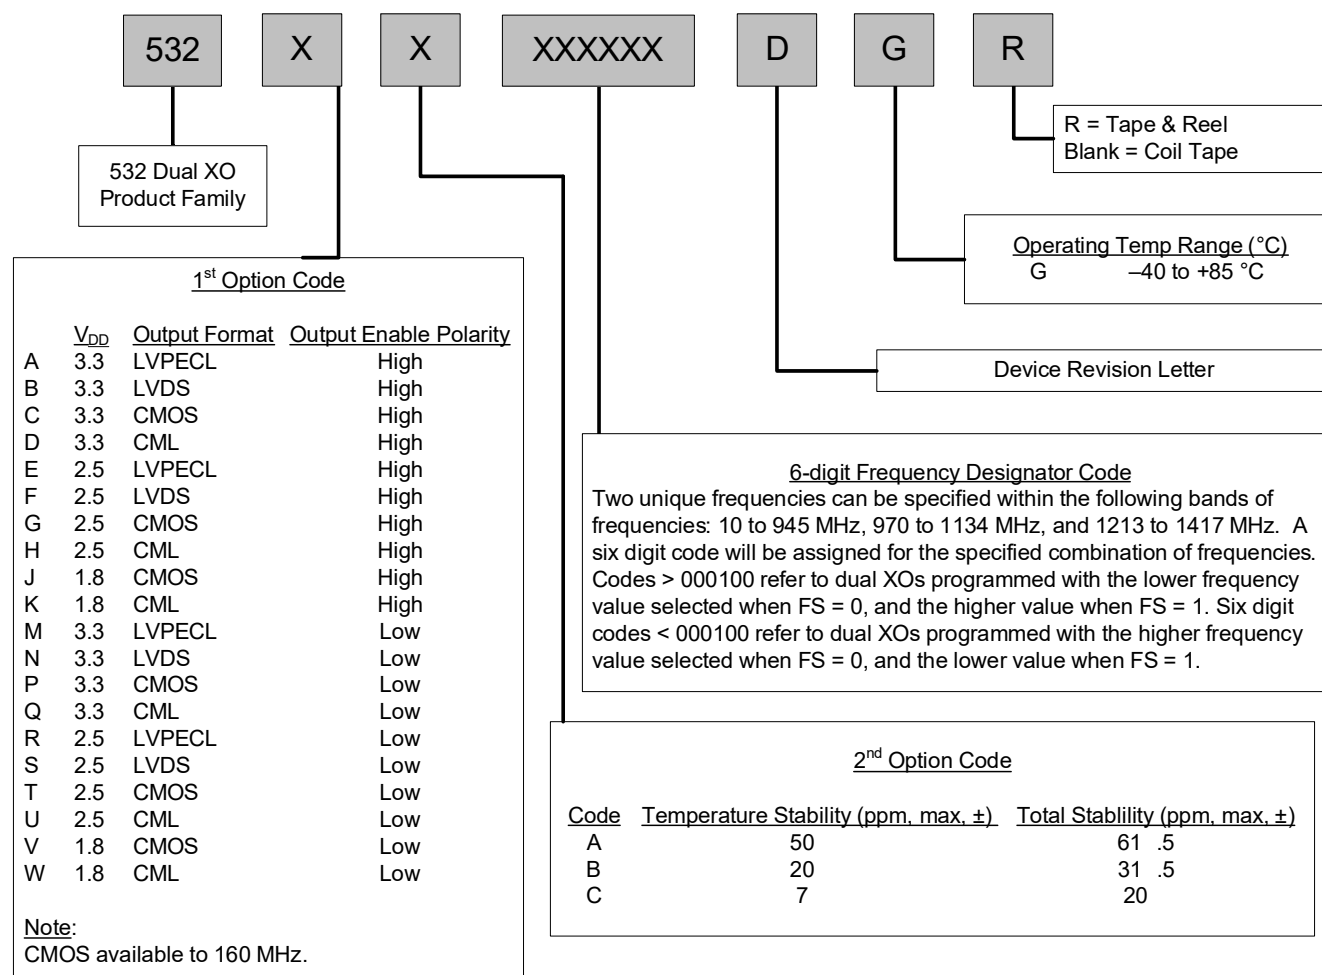 532 X X XXXXXX D G R
R = Tape & Reel
Blank = Coil Tape
532 Dual XO
Product Family
Operating Temp Range (°C)
G –40 to +85 °C
Device Revision Letter
1st Option Code
VDD Output Format Output Enable Polarity
A 3.3 LVPECL High
B 3.3 LVDS High
C 3.3 CMOS High
D 3.3 CML High
E 2.5 LVPECL High
F 2.5 LVDS High
G 2.5 CMOS High
H 2.5 CML High
J 1.8 CMOS High
K 1.8 CML High
M 3.3 LVPECL Low
N 3.3 LVDS Low
P 3.3 CMOS Low
Q 3.3 CML Low
R 2.5 LVPECL Low
S 2.5 LVDS Low
T 2.5 CMOS Low
U 2.5 CML Low
V 1.8 CMOS Low
W 1.8 CML Low
Note:
CMOS available to 160 MHz.
6-digit Frequency Designator Code
Two unique frequencies can be specified within the following bands of
frequencies: 10 to 945 MHz, 970 to 1134 MHz, and 1213 to 1417 MHz. A
six digit code will be assigned for the specified combination of frequencies.
Codes > 000100 refer to dual XOs programmed with the lower frequency
value selected when FS = 0, and the higher value when FS = 1. Six digit
codes < 000100 refer to dual XOs programmed with the higher frequency
value selected when FS = 0, and the lower value when FS = 1.
2nd Option Code
Code Temperature Stability (ppm, max, ±) Total Stablility (ppm, max, ±)
A 50 61 .5
B 20 31 .5
C 7 20